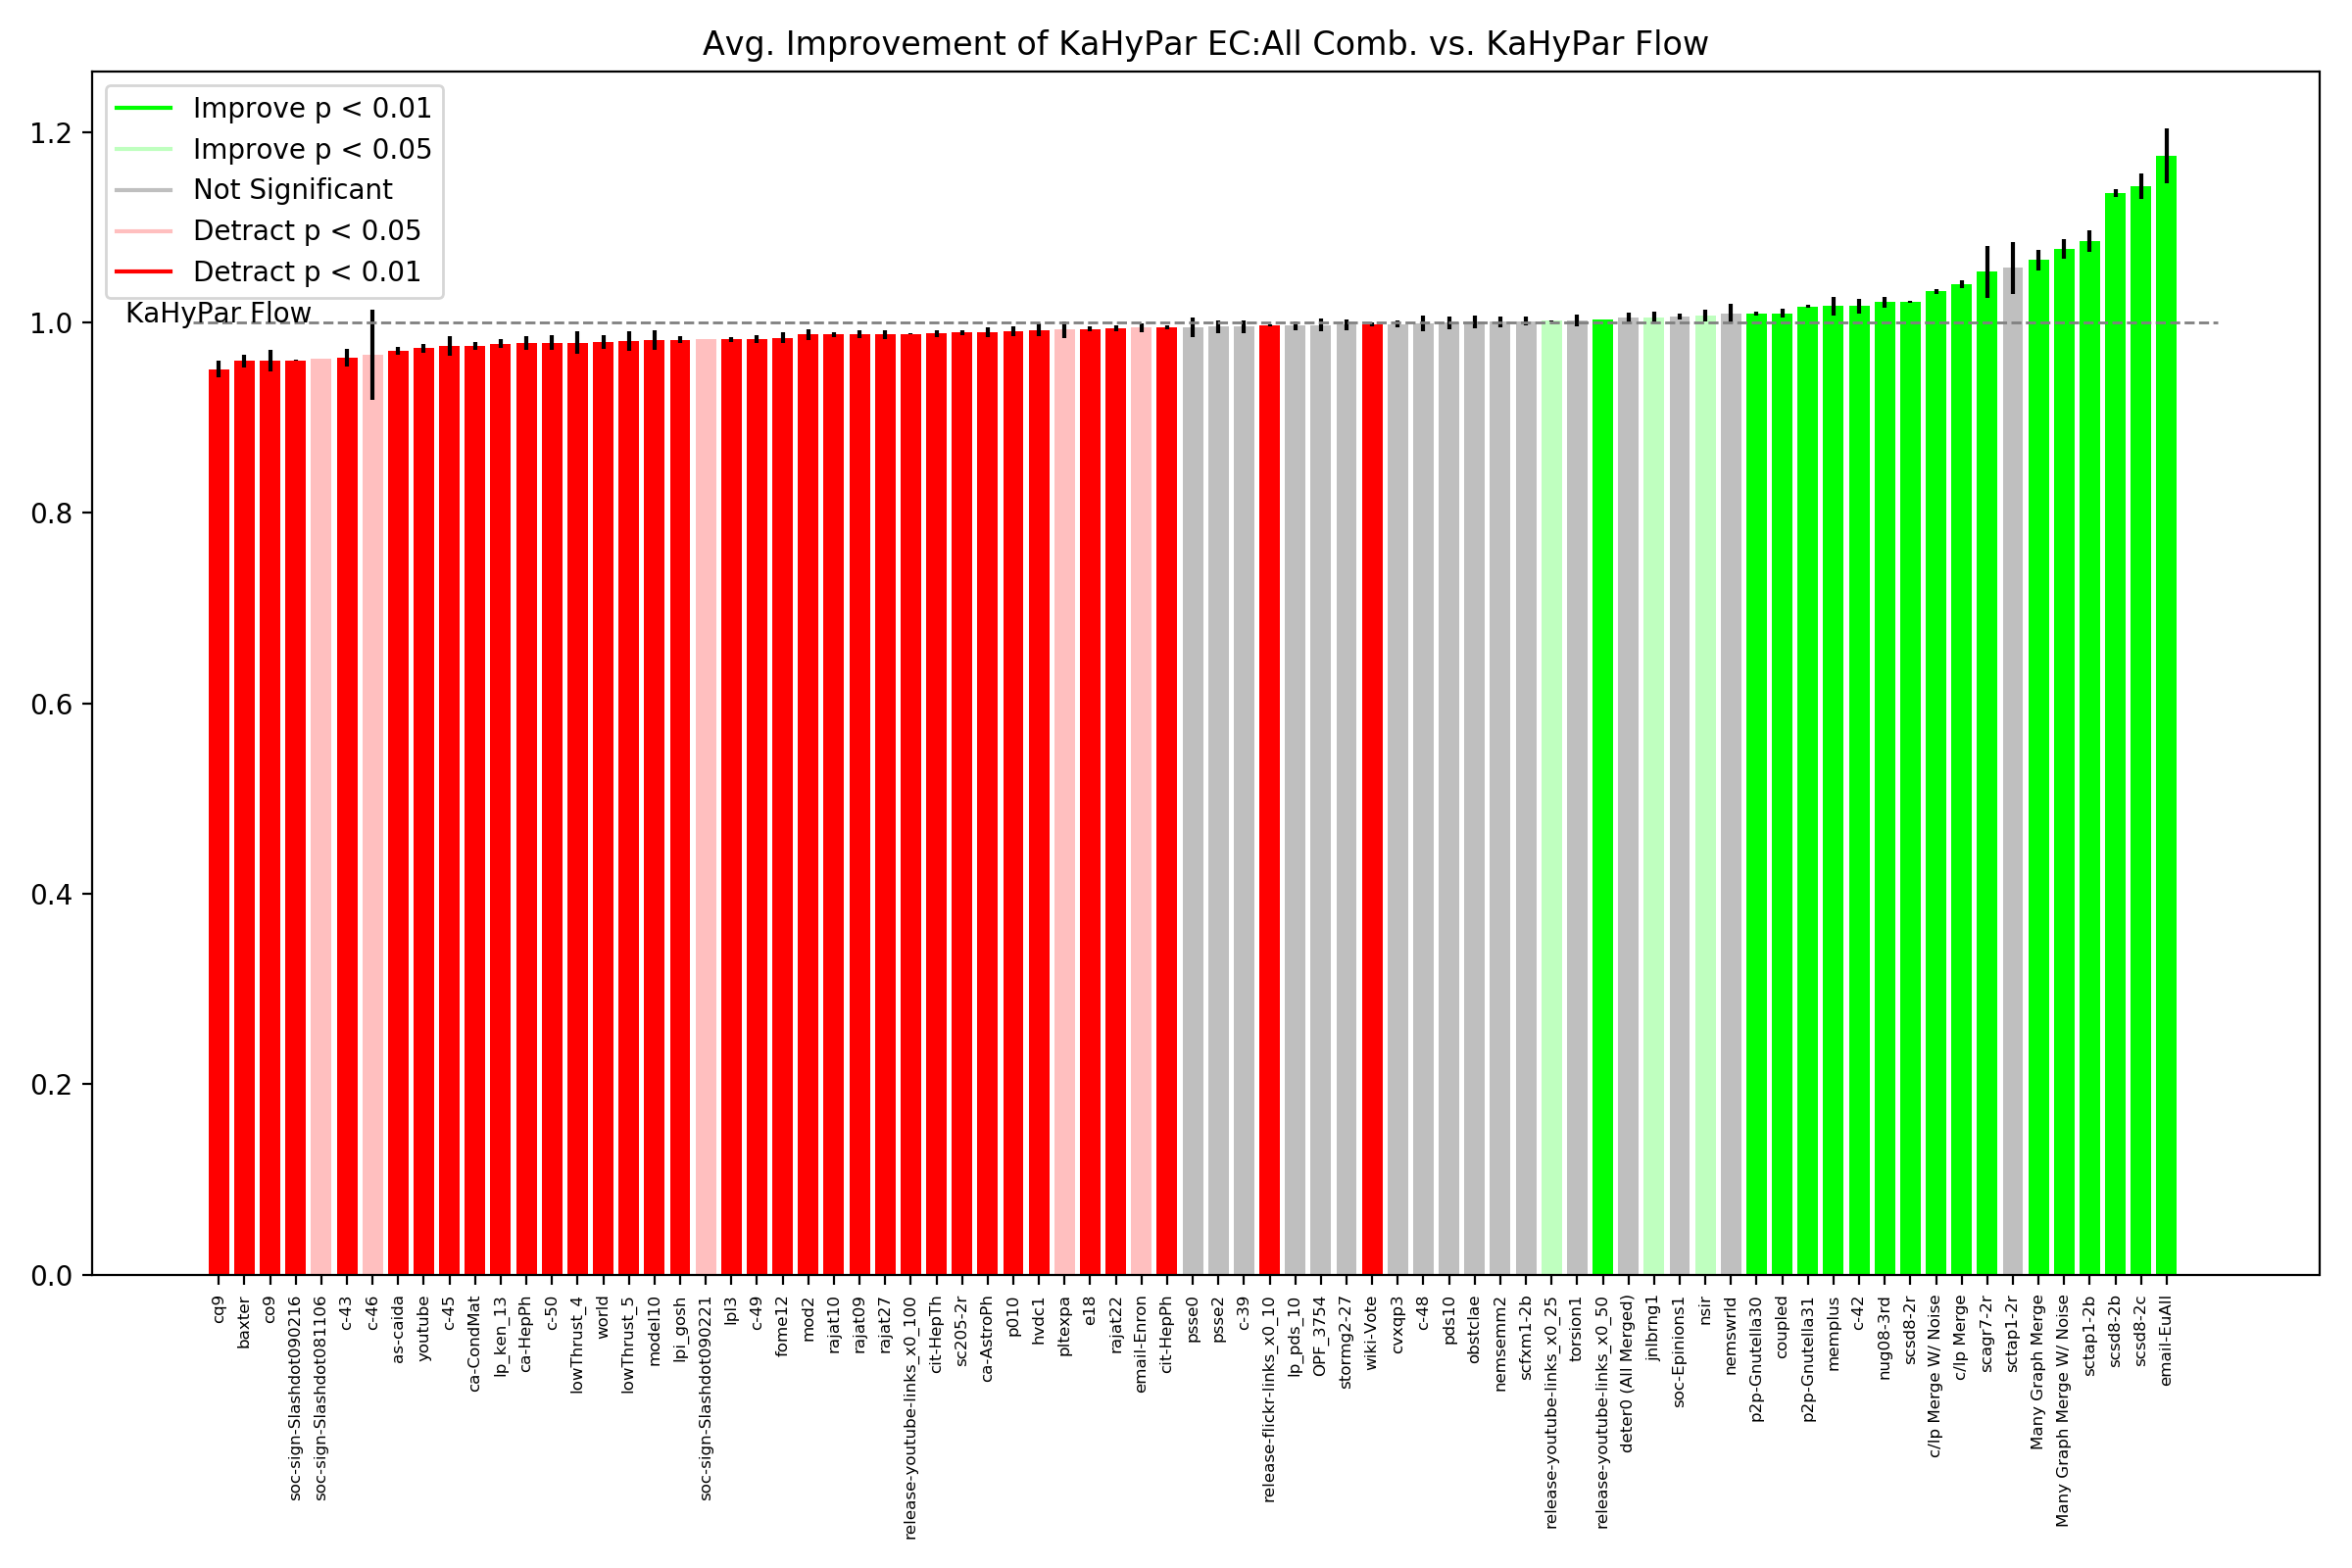 Avg. Improvement of KaHyPar EC:All Comb. vs. KaHyPar Flow
Improve p < 0.01
Improve p < 0.05
Not Significant
Detract p < 0.05
Detract p < 0.01
KaHyPar Flow
1.2
1.0
0.8
0.6
0.4
0.2
0.0
cq9
baxter
co9
soc-sign-Slashdot090216
soc-sign-Slashdot081106
c-43
c-46
as-caida
youtube
c-45
ca-CondMat
lp_ken_13
ca-HepPh
c-50
lowThrust_4
world
lowThrust_5
model10
lpi_gosh
soc-sign-Slashdot090221
lpl3
c-49
fome12
mod2
rajat10
rajat09
rajat27
release-youtube-links_x0_100
cit-HepTh
sc205-2r
ca-AstroPh
p010
hvdc1
pltexpa
e18
rajat22
email-Enron
cit-HepPh
psse0
psse2
c-39
release-flickr-links_x0_10
lp_pds_10
OPF_3754
stormg2-27
wiki-Vote
cvxqp3
c-48
pds10
obstclae
nemsemm2
scfxm1-2b
release-youtube-links_x0_25
torsion1
release-youtube-links_x0_50
deter0 (All Merged)
jnlbrng1
soc-Epinions1
nsir
nemswrld
p2p-Gnutella30
coupled
p2p-Gnutella31
memplus
c-42
nug08-3rd
scsd8-2r
c/lp Merge W/ Noise
c/lp Merge
scagr7-2r
sctap1-2r
Many Graph Merge
Many Graph Merge W/ Noise
sctap1-2b
scsd8-2b
scsd8-2c
email-EuAll